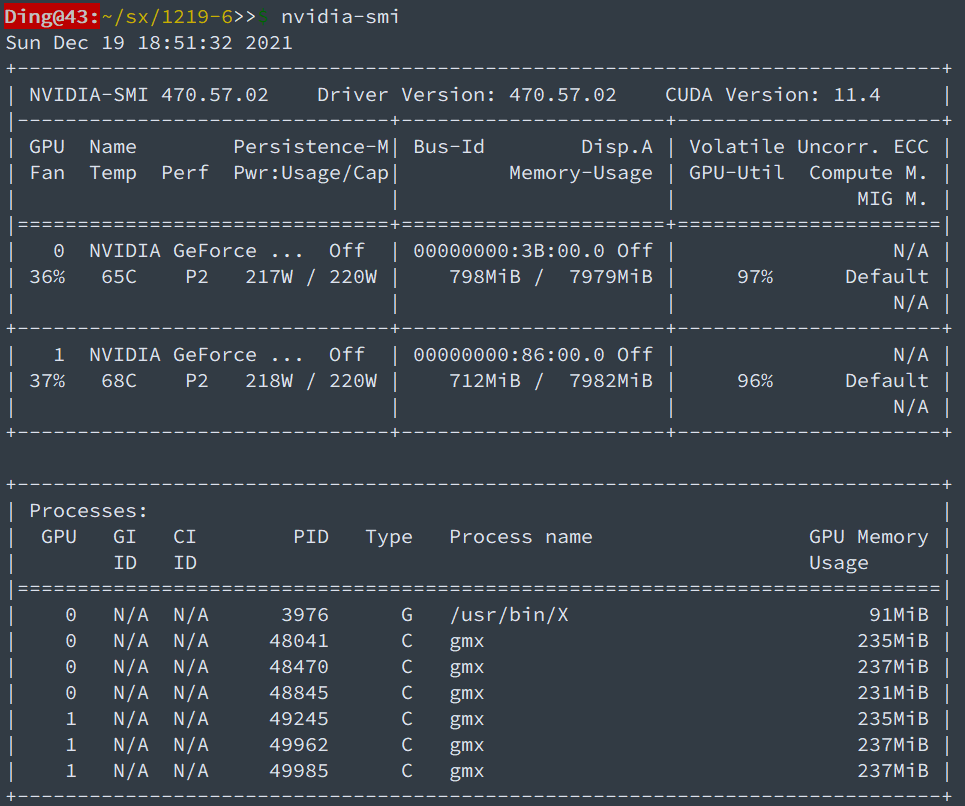 Ding@43:~/sx/1219-6>>$ nvidia-smi
Sun Dec 19 18:51:32 2021
+-----------------------------------------------------------------------------+
| NVIDIA-SMI 470.57.02    Driver Version: 470.57.02    CUDA Version: 11.4     |
|-------------------------------+----------------------+----------------------+
| GPU  Name        Persistence-M| Bus-Id        Disp.A | Volatile Uncorr. ECC |
| Fan  Temp  Perf  Pwr:Usage/Cap|         Memory-Usage | GPU-Util  Compute M. |
|                               |                      |               MIG M. |
|===============================+======================+======================|
|   0  NVIDIA GeForce ...  Off  | 00000000:3B:00.0 Off |                  N/A |
| 36%   65C    P2   217W / 220W |    798MiB /  7979MiB |     97%      Default |
|                               |                      |                  N/A |
+-------------------------------+----------------------+----------------------+
|   1  NVIDIA GeForce ...  Off  | 00000000:86:00.0 Off |                  N/A |
| 37%   68C    P2   218W / 220W |    712MiB /  7982MiB |     96%      Default |
|                               |                      |                  N/A |
+-------------------------------+----------------------+----------------------+

+-----------------------------------------------------------------------------+
| Processes:                                                                  |
|  GPU   GI   CI        PID   Type   Process name                  GPU Memory |
|        ID   ID                                                   Usage      |
|=============================================================================|
|    0   N/A  N/A      3976      G   /usr/bin/X                         91MiB |
|    0   N/A  N/A     48041      C   gmx                               235MiB |
|    0   N/A  N/A     48470      C   gmx                               237MiB |
|    0   N/A  N/A     48845      C   gmx                               231MiB |
|    1   N/A  N/A     49245      C   gmx                               235MiB |
|    1   N/A  N/A     49962      C   gmx                               237MiB |
|    1   N/A  N/A     49985      C   gmx                               237MiB |
+-----------------------------------------------------------------------------+